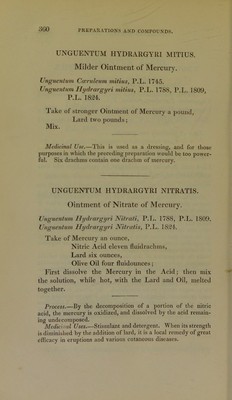 360 PREPARATIONS AND COMPOUNDS.
UNGUENTUM HYDRARGYRI MITIUS.
Milder Ointment of Mercury.
Unguentum Cæruleum mitius, P.L. 1745.
Unguentum Hydrargyri mitius, P.L. 1788, P.L. 1809,
P.L. 1824.
Take of stronger Ointment of Mercury a pound,
Lard two pounds;
Mix.
Medicinal Use.—This is used as a dressing, and for those
purposes in which the preceding preparation would be too power-
ful. Six drachms contain one drachm of mercury.
UNGUENTUM HYDRARGYRI NITRATIS.
Ointment of Nitrate of Mercury.
Unguentum Hydrargyri Nitrati, P.L. 1788, P.L. 1809.
Unguentum Hydrargyri Nitratis, P.L. 1824.
Take of Mercury an ounce,
Nitric Acid eleven fluidrachms,
Lard six ounces,
Olive Oil four fluidounces;
First dissolve the Mercury in the Acid; then mix
the solution, while hot, with the Lard and Oil, melted
together.
Process.—By the decomposition of a portion of the nitric
acid, the mercury is oxidized, and dissolved by the acid remain-
ing undecomposed.
Medicinal Uses.—Stimulant and detergent. When its strength
is diminished by the addition of lard, it is a local remedy of great
efficacy in eruptions and various cutaneous diseases.